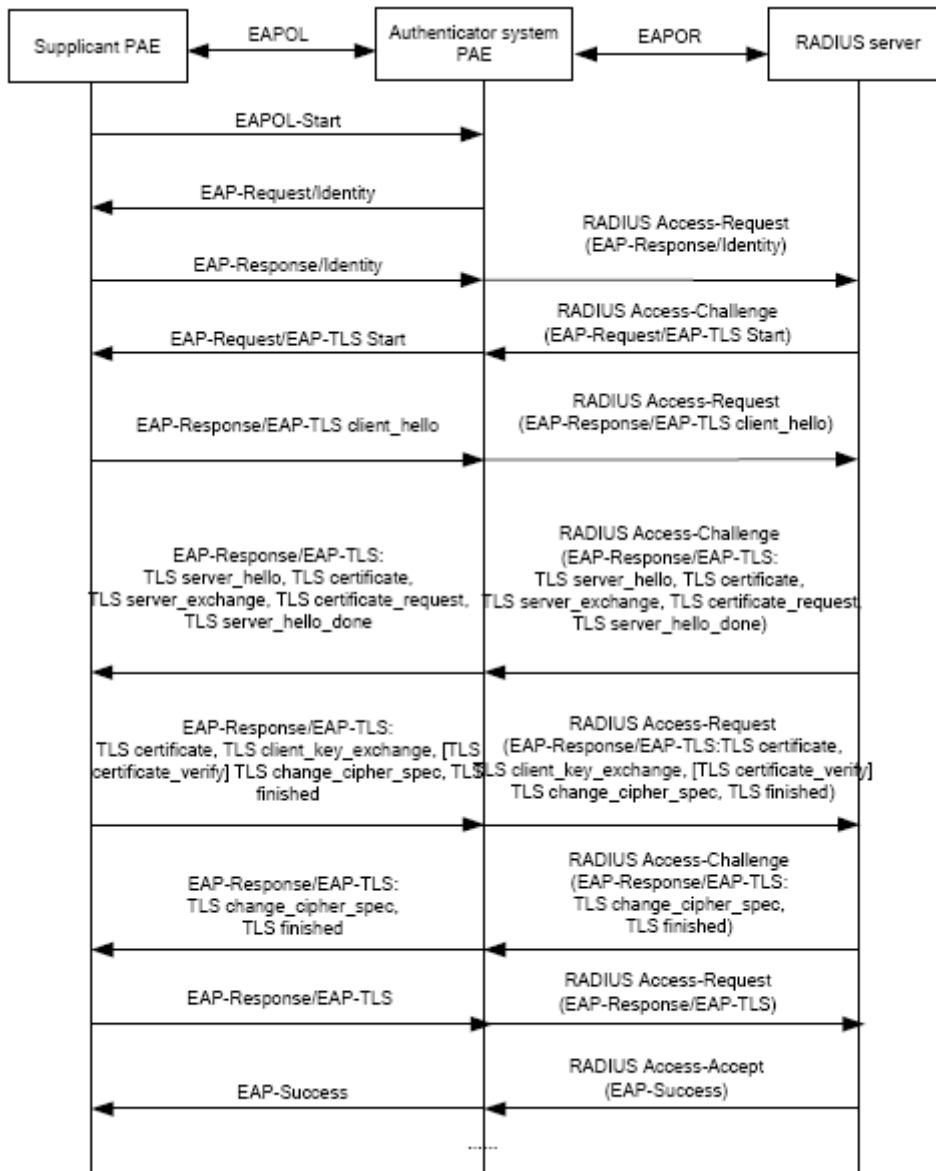 Supplicant PAE
EAPOL
Authenticator system
PAE
EAPOR
RADIUS server
EAPOL-Start
EAP-Request/Identity
RADIUS Access-Request
(EAP-Response/Identity)
EAP-Response/Identity
RADIUS Access-Challenge
(EAP-Request/EAP-TLS Start)
EAP-Request/EAP-TLS Start
RADIUS Access-Request
(EAP-Response/EAP-TLS client_hello)
EAP-Response/EAP-TLS client_hello
EAP-Response/EAP-TLS:
TLS server_hello, TLS certificate,
TLS server_exchange, TLS certificate_request,
TLS server_hello_done
RADIUS Access-Challenge
(EAP-Response/EAP-TLS:
TLS server_hello, TLS certificate,
TLS server_exchange, TLS certificate_request,
TLS server_hello_done)
EAP-Response/EAP-TLS:
TLS certificate, TLS client_key_exchange, [TLS
certificate_verify] TLS change_cipher_spec, TLS
finished
RADIUS Access-Request
(EAP-Response/EAP-TLS:TLS certificate,
TLS client_key_exchange, [TLS certificate_verify]
TLS change_cipher_spec, TLS finished)
EAP-Response/EAP-TLS:
TLS change_cipher_spec,
TLS finished
RADIUS Access-Challenge
(EAP-Response/EAP-TLS:
TLS change_cipher_spec,
TLS finished)
EAP-Response/EAP-TLS
RADIUS Access-Request
(EAP-Response/EAP-TLS)
EAP-Success
RADIUS Access-Accept
(EAP-Success)
......